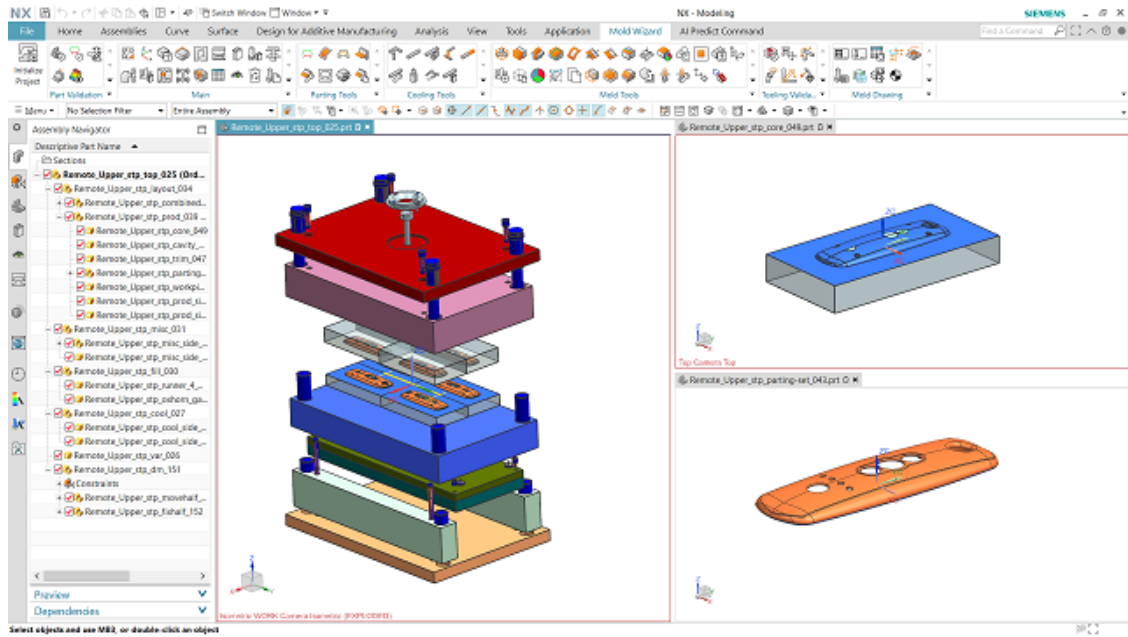 NX
Switch Window
Window
NX - Modeling
SIEMENS
File
Home
Assemblies
Curve
Surface
Design for Additive Manufacturing
Analysis
View
Tools
Application
Mold Wizard
AI Predict Command
Find a Command
Initialize
Project
Part Validation
Main
Parting Tools
Cooling Tools
Mold Tools
Tooling Valida...
Mold Drawing
Menu
No Selection Filter
Entire Assembly
Assembly Navigator
Remote_Upper_stp_top_025.prt
Remote_Upper_stp_core_049.prt
Descriptive Part Name
Sections
Remote_Upper_stp_top_025 (Ord...
Remote_Upper_stp_layout_034
Remote_Upper_stp_combined...
Remote_Upper_stp_prod_039 ...
Remote_Upper_stp_core_049
Remote_Upper_stp_cavity_...
Remote_Upper_stp_trim_047
Remote_Upper_stp_parting...
Remote_Upper_stp_workpi...
Remote_Upper_stp_prod_si...
Remote_Upper_stp_prod_si...
Remote_Upper_stp_misc_031
Remote_Upper_stp_misc_side_...
Remote_Upper_stp_misc_side_...
Remote_Upper_stp_fill_030
Remote_Upper_stp_runner_4_...
Remote_Upper_stp_oxhorn_ga...
Remote_Upper_stp_cool_027
Remote_Upper_stp_cool_side_...
Remote_Upper_stp_cool_side_...
Remote_Upper_stp_var_026
Remote_Upper_stp_dm_151
Constraints
Remote_Upper_stp_movehalf_...
Remote_Upper_stp_fixhalf_152
Preview
Dependencies
Top Camera Top
Remote_Upper_stp_parting-set_043.prt
Isometric WORK Camera Isometric (EXPLODED)
Select objects and use MB3, or double-click an object